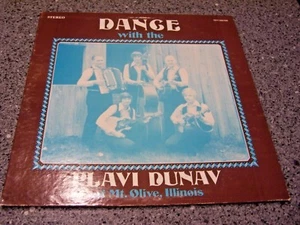 STEREO
DANCE
with the
PLAVI DUNAV
Mt. Olive, Illinois